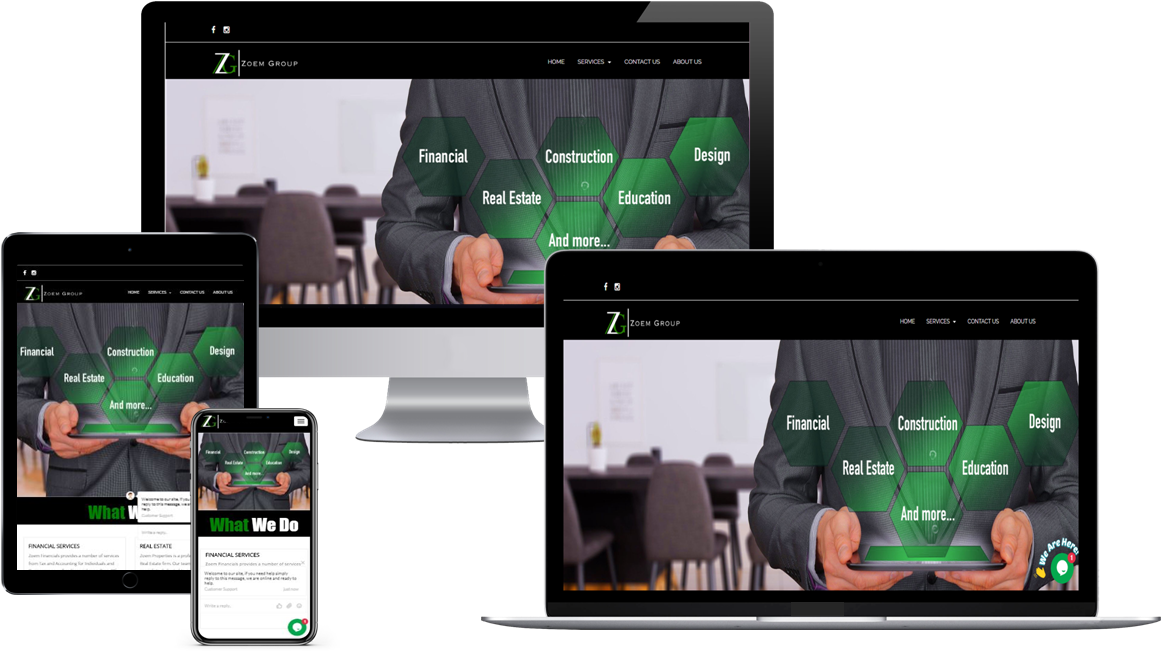 ZG ZOEM GROUP
HOME SERVICES CONTACT US ABOUT US
Financial
Construction
Design
Real Estate
Education
And more...
ZG ZOEM GROUP
HOME SERVICES CONTACT US ABOUT US
Financial
Construction
Design
Real Estate
Education
And more...
What W
Welcome to our site, if you
reply to this message, we
help.
Customer Support
Write a reply..
FINANCIAL SERVICES
Zoem Financials provides a number of services
from Tax and Accounting for Individuals and
REAL ESTATE
Zoem Properties is a profe
Real Estate Firm. Our team
ZG
Financial
Construction
Design
Real Estate
Education
And more...
What We Do
FINANCIAL SERVICES
Zoem Financials provides a number of services
Welcome to our site, if you need help simply
reply to this message, we are online and ready to
help.
Customer Support
just now
Write a reply..
ZG ZOEM GROUP
HOME SERVICES CONTACT US ABOUT US
Financial
Construction
Design
Real Estate
Education
And more...
We Are Here!
1